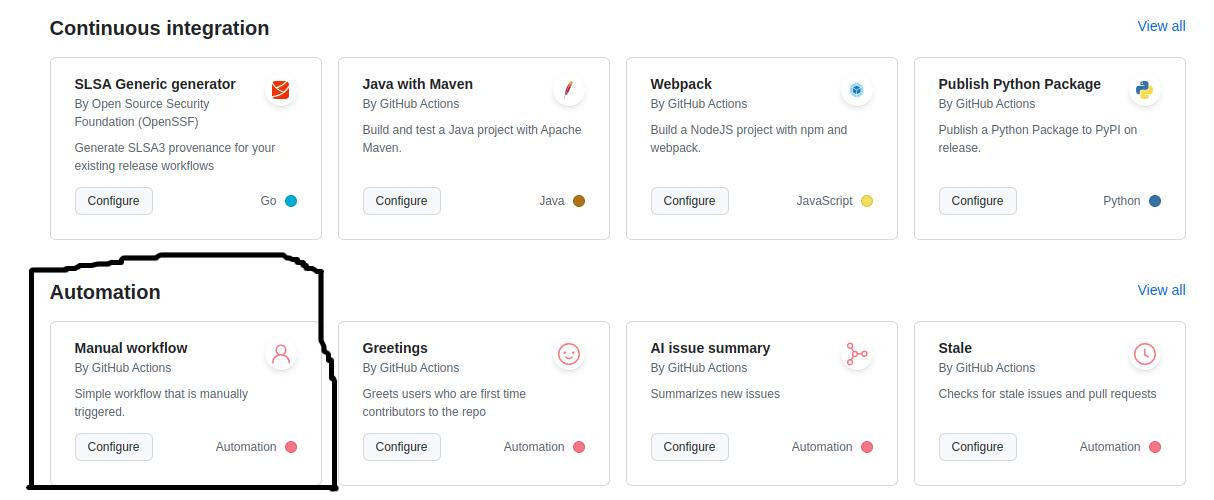 Continuous integration
View all
SLSA Generic generator
By Open Source Security
Foundation (OpenSSF)
Generate SLSA3 provenance for your
existing release workflows
Configure
Go
Java with Maven
By GitHub Actions
Build and test a Java project with Apache
Maven.
Configure
Java
Webpack
By GitHub Actions
Build a NodeJS project with npm and
webpack.
Configure
JavaScript
Publish Python Package
By GitHub Actions
Publish a Python Package to PyPI on
release.
Configure
Python
Automation
View all
Manual workflow
By GitHub Actions
Simple workflow that is manually
triggered.
Configure
Automation
Greetings
By GitHub Actions
Greets users who are first time
contributors to the repo
Configure
Automation
AI issue summary
By GitHub Actions
Summarizes new issues
Configure
Automation
Stale
By GitHub Actions
Checks for stale issues and pull requests
Configure
Automation